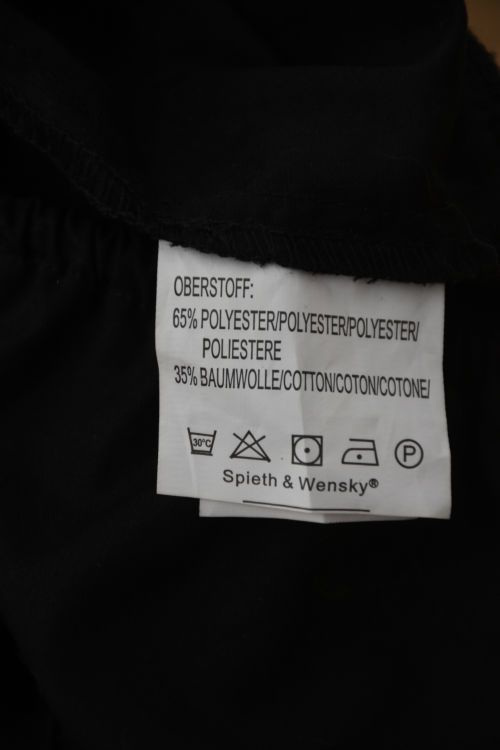 OBERSTOFF:
65% POLYESTER/POLYESTER/POLYESTER/
POLIESTERE
35% BAUMWOLLE/COTTON/COTON/COTONE/
30°C P
Spieth & Wensky®